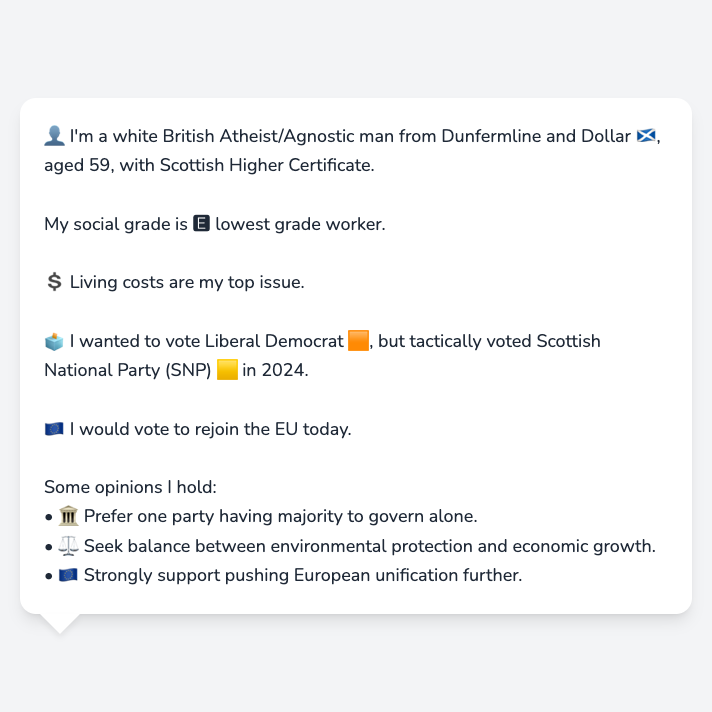 👤 I'm a white British Atheist/Agnostic man from Dunfermline and Dollar 🏴󠁧󠁢󠁳󠁣󠁴󠁿,
aged 59, with Scottish Higher Certificate.
My social grade is 🅴 lowest grade worker.
💲 Living costs are my top issue.
🗳️ I wanted to vote Liberal Democrat 🟧, but tactically voted Scottish
National Party (SNP) 🟨 in 2024.
🇪🇺 I would vote to rejoin the EU today.
Some opinions I hold:
• 🏛️ Prefer one party having majority to govern alone.
• ⚖️ Seek balance between environmental protection and economic growth.
• 🇪🇺 Strongly support pushing European unification further.